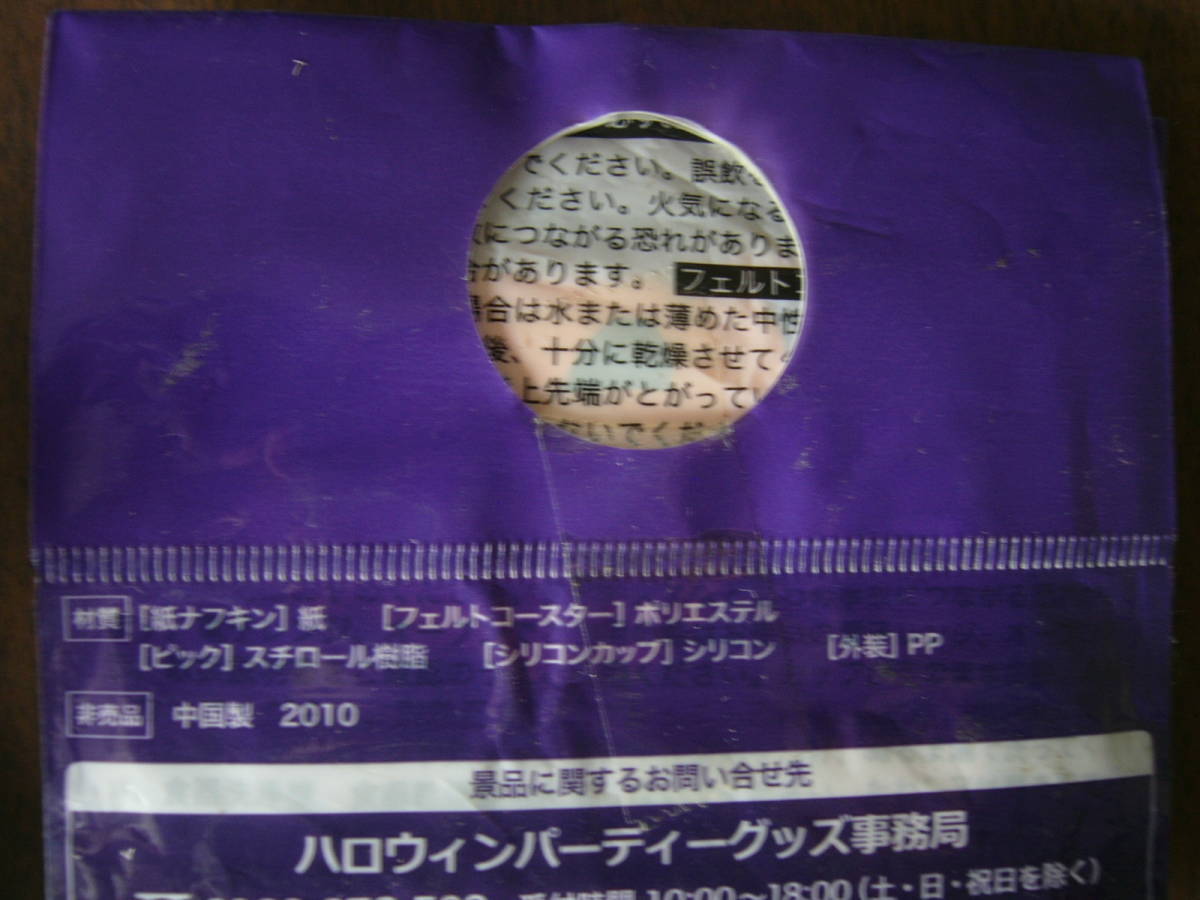 でください。誤飲
ください。火気になる
につながる恐れがありま
があります。 フェルト
場合は水または薄めた中性
後、十分に乾燥させて
上先端がとがって
ないでくだ
材質 [紙ナフキン] 紙 [フェルトコースター] ポリエステル
[ピック] スチロール樹脂 [シリコンカップ] シリコン [外装] PP
非売品 中国製 2010
景品に関するお問い合せ先
ハロウィンパーティーグッズ事務局
受付時間 10:00〜18:00 (土・日・祝日を除く)